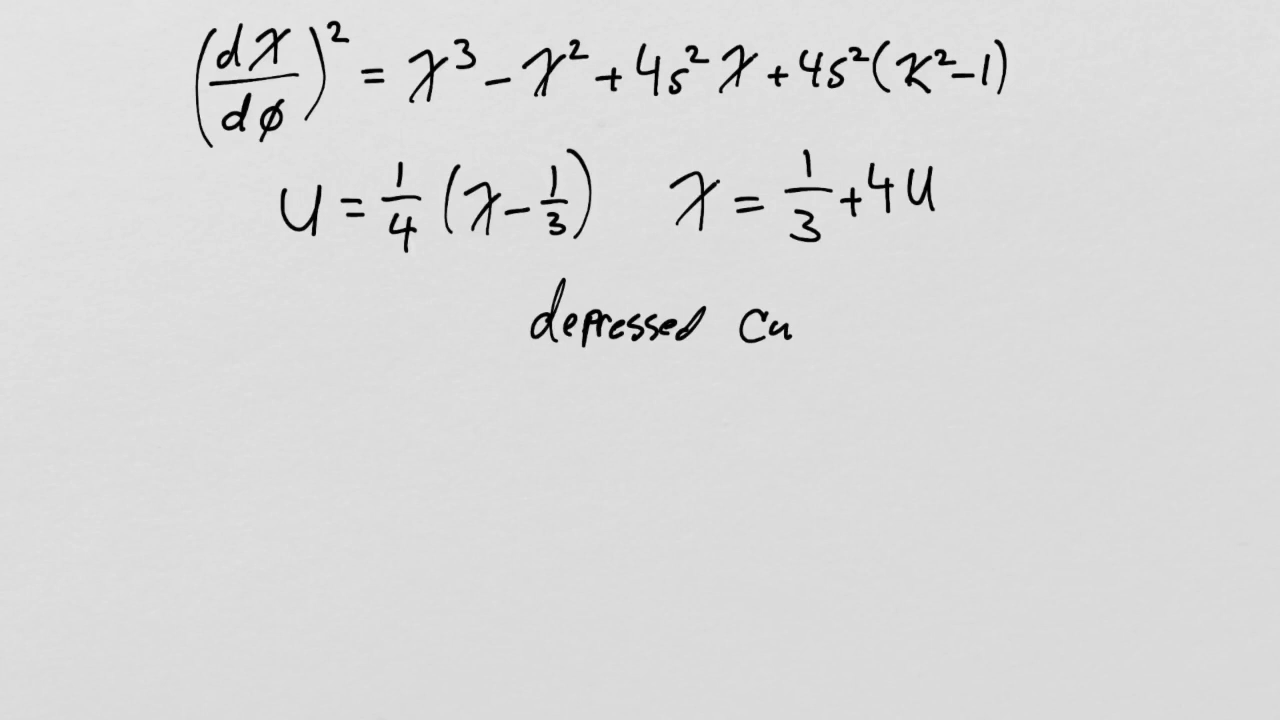 (dχ/dφ)² = χ³ - χ² + 4s²χ + 4s²(κ²-1)
U = 1/4 (χ - 1/3) χ = 1/3 + 4U
depressed cu